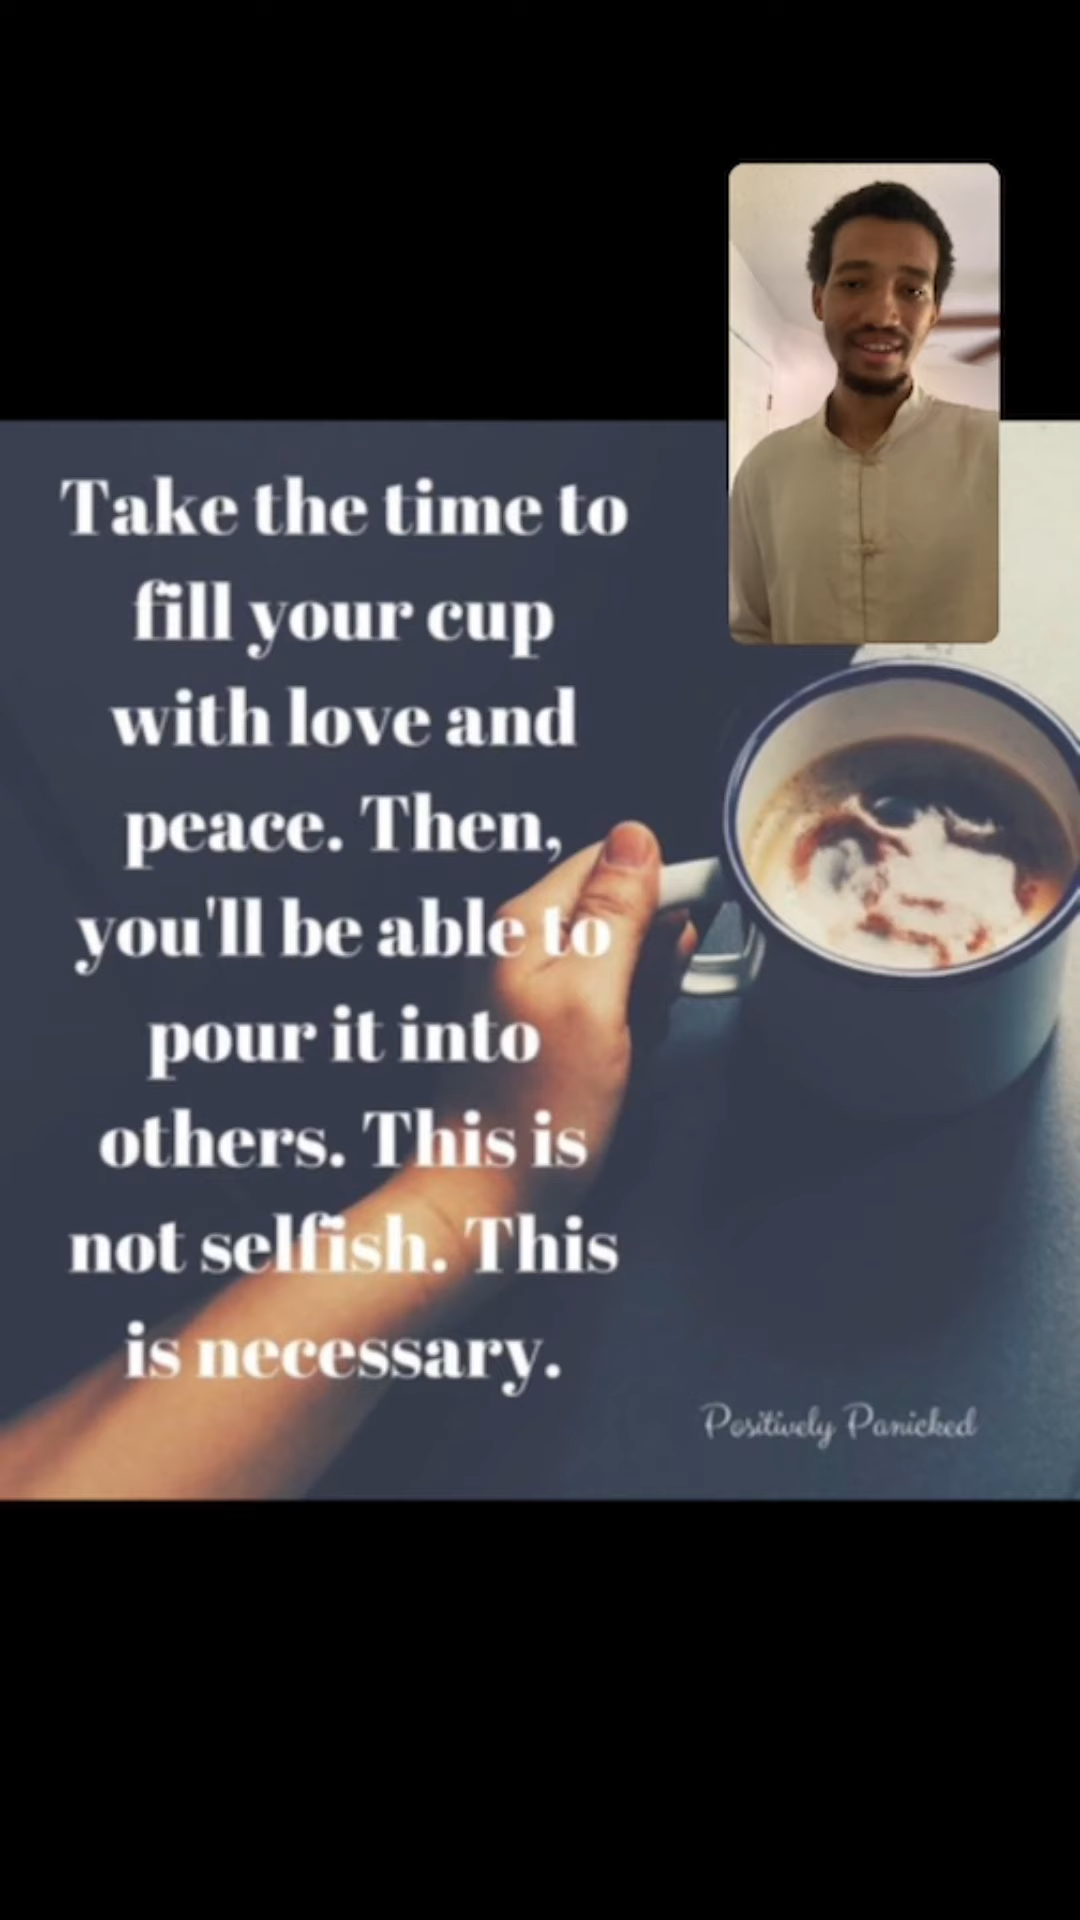 Take the time to
fill your cup
with love and
peace. Then,
you'll be able to
pour it into
others. This is
not selfish. This
is necessary.
Positively Panicked